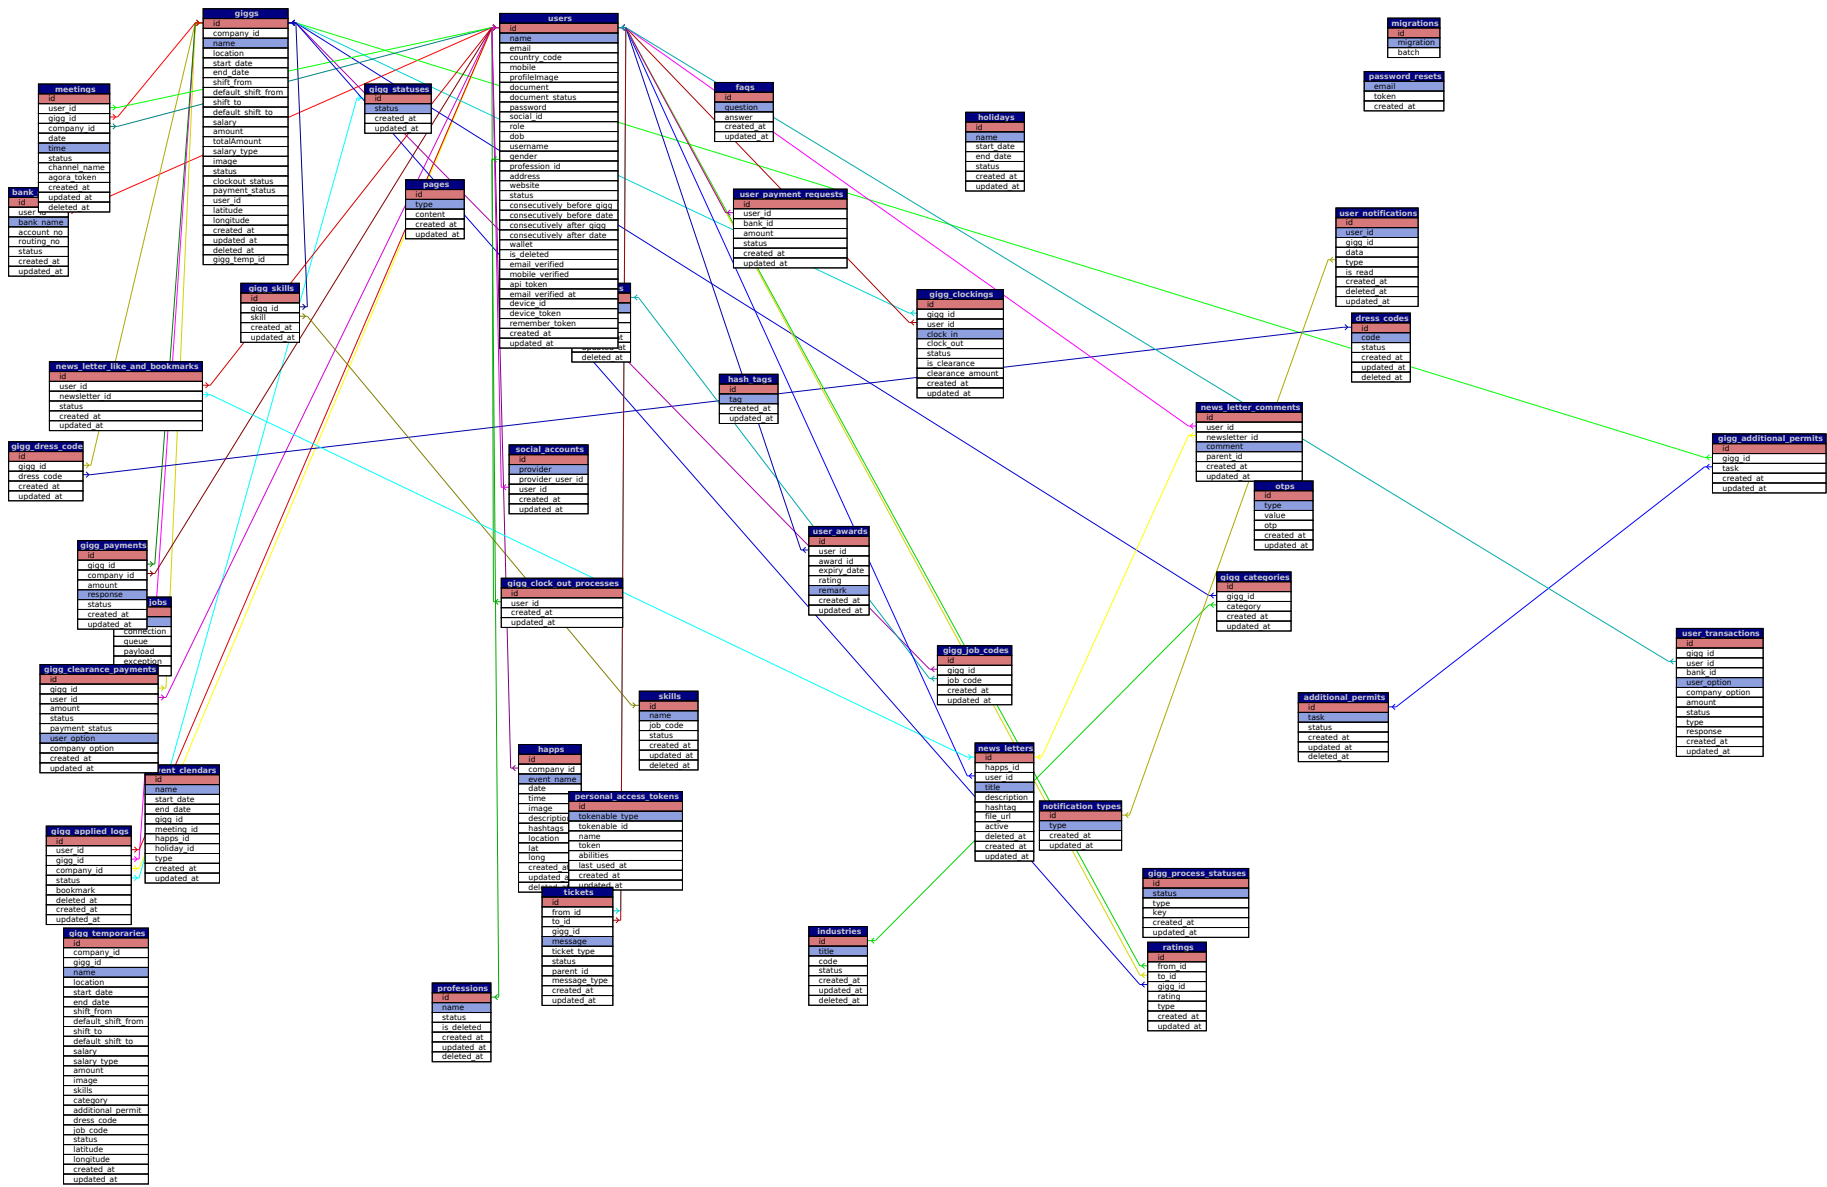 giggs
id
company_id
name
location
start_date
end_date
shift_from
default_shift_from
shift_to
default_shift_to
salary
amount
totalAmount
salary_type
image
status
clockout_status
payment_status
user_id
latitude
longitude
created_at
updated_at
deleted_at
gigg_temp_id
users
id
name
email
country_code
mobile
profileImage
document
document_status
password
social_id
role
dob
username
gender
profession_id
address
website
status
consecutively_before_gigg
consecutively_before_date
consecutively_after_gigg
consecutively_after_date
wallet
is_deleted
email_verified
mobile_verified
api_token
email_verified_at
device_id
device_token
remember_token
created_at
updated_at
deleted_at
migrations
id
migration
batch
password_resets
email
token
created_at
meetings
id
user_id
gigg_id
company_id
date
time
status
channel_name
agora_token
created_at
updated_at
deleted_at
bank
id
bank_name
account_no
routing_no
status
created_at
updated_at
gigg_statuses
id
status
created_at
updated_at
faqs
id
question
answer
created_at
updated_at
holidays
id
name
start_date
end_date
status
created_at
updated_at
pages
id
type
content
created_at
updated_at
user_payment_requests
id
user_id
bank_id
amount
status
created_at
updated_at
user_notifications
id
user_id
gigg_id
data
type
is_read
created_at
deleted_at
updated_at
gigg_skills
id
gigg_id
skill
created_at
updated_at
gigg_clockings
id
gigg_id
user_id
clock_in
clock_out
status
is_clearance
clearance_amount
created_at
updated_at
dress_codes
id
code
status
created_at
updated_at
deleted_at
news_letter_like_and_bookmarks
id
user_id
newsletter_id
status
created_at
updated_at
hash_tags
id
tag
created_at
updated_at
news_letter_comments
id
user_id
newsletter_id
comment
parent_id
created_at
updated_at
gigg_additional_permits
id
gigg_id
task
created_at
updated_at
gigg_dress_code
id
gigg_id
dress_code
created_at
updated_at
social_accounts
id
provider
provider_user_id
user_id
created_at
updated_at
otps
id
type
value
otp
created_at
updated_at
user_awards
id
user_id
award_id
expiry_date
rating
remark
created_at
updated_at
gigg_payments
id
gigg_id
company_id
amount
response
status
created_at
updated_at
jobs
connection
queue
payload
exception
gigg_clock_out_processes
id
user_id
created_at
updated_at
gigg_categories
id
gigg_id
category
created_at
updated_at
user_transactions
id
gigg_id
user_id
bank_id
user_option
company_option
amount
status
type
response
created_at
updated_at
gigg_job_codes
id
gigg_id
job_code
created_at
updated_at
gigg_clearance_payments
id
gigg_id
user_id
amount
status
payment_status
user_option
company_option
created_at
updated_at
skills
id
name
job_code
status
created_at
updated_at
deleted_at
additional_permits
id
task
status
created_at
updated_at
deleted_at
happs
id
company_id
event_name
date
time
image
description
hashtags
location
lat
long
news_letters
id
happs_id
user_id
title
description
hashtag
file_url
active
deleted_at
created_at
updated_at
vent_clendars
id
name
start_date
end_date
gigg_id
meeting_id
happs_id
holiday_id
type
created_at
updated_at
personal_access_tokens
id
tokenable_type
tokenable_id
name
token
abilities
last_used_at
created_at
updated_at
notification_types
id
type
created_at
updated_at
gigg_applied_logs
id
user_id
gigg_id
company_id
status
bookmark
deleted_at
created_at
updated_at
gigg_process_statuses
id
status
type
key
created_at
updated_at
tickets
id
from_id
to_id
gigg_id
message
ticket_type
status
parent_id
message_type
created_at
updated_at
industries
id
title
code
status
created_at
updated_at
deleted_at
gigg_temporaries
id
company_id
gigg_id
name
location
start_date
end_date
shift_from
default_shift_from
shift_to
default_shift_to
salary
salary_type
amount
image
skills
category
additional_permit
dress_code
job_code
status
latitude
longitude
created_at
updated_at
ratings
id
from_id
to_id
gigg_id
rating
type
created_at
updated_at
professions
id
name
status
is_deleted
created_at
updated_at
deleted_at